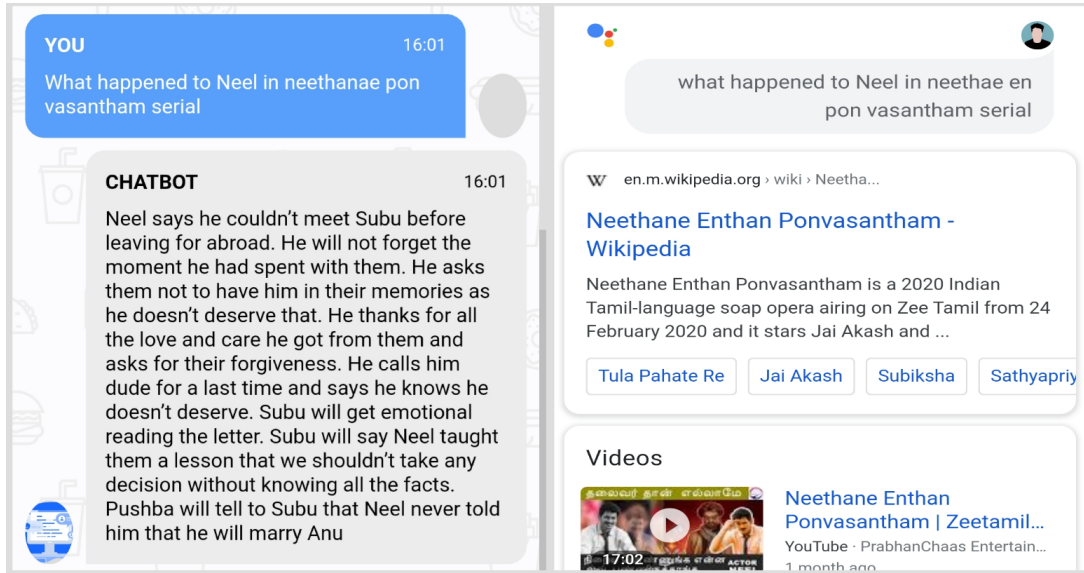 YOU 16:01
What happened to Neel in neethanae pon
vasantham serial
CHATBOT 16:01
Neel says he couldn't meet Subu before
leaving for abroad. He will not forget the
moment he had spent with them. He asks
them not to have him in their memories as
he doesn't deserve that. He thanks for all
the love and care he got from them and
asks for their forgiveness. He calls him
dude for a last time and says he knows he
doesn't deserve. Subu will get emotional
reading the letter. Subu will say Neel taught
them a lesson that we shouldn't take any
decision without knowing all the facts.
Pushba will tell to Subu that Neel never told
him that he will marry Anu
what happened to Neel in neethae en
pon vasantham serial
W en.m.wikipedia.org › wiki › Neetha...
Neethane Enthan Ponvasantham -
Wikipedia
Neethane Enthan Ponvasantham is a 2020 Indian
Tamil-language soap opera airing on Zee Tamil from 24
February 2020 and it stars Jai Akash and ...
Tula Pahate Re Jai Akash Subiksha Sathyapriy
Videos
தலைவர் தான் எல்லாமே
17:02
ACTOR
NEEL
Neethane Enthan
Ponvasantham | Zeetamil...
YouTube · PrabhanChaas Entertain...
1 month ago